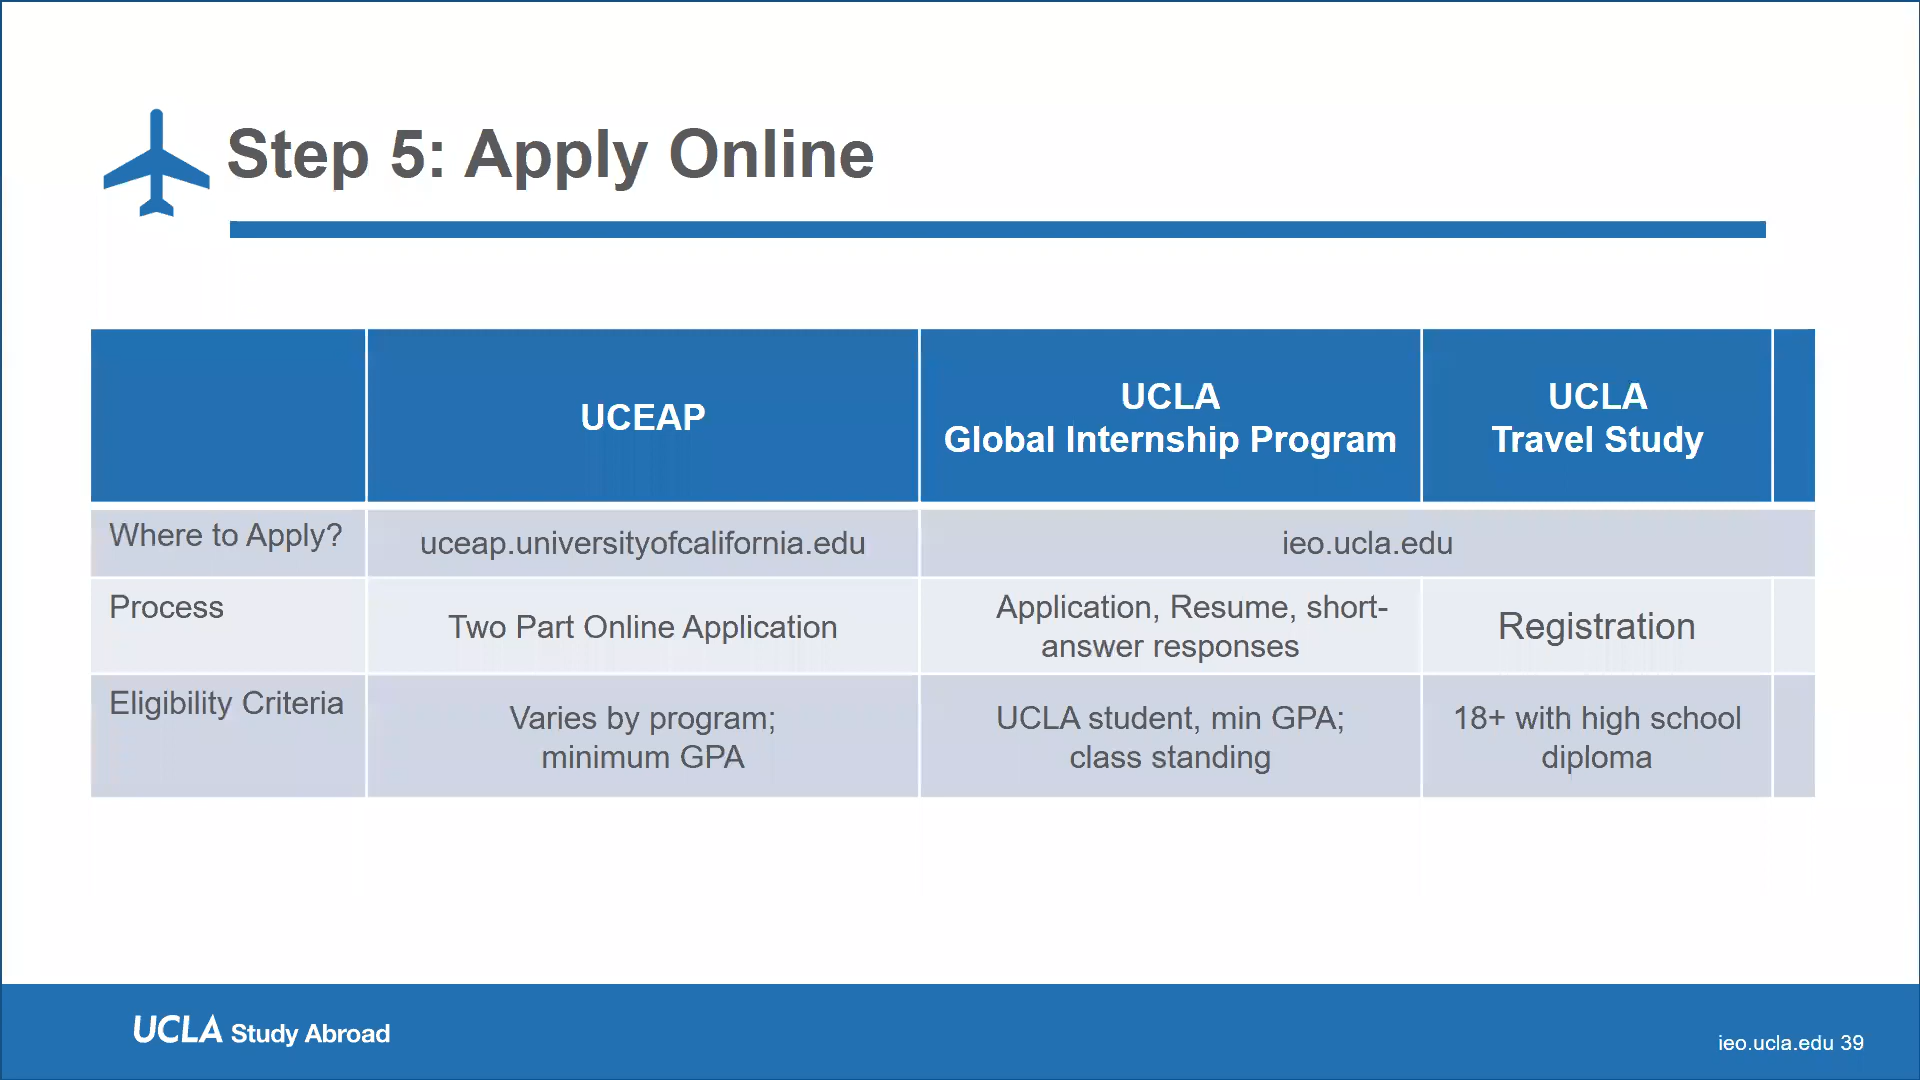 Step 5: Apply Online
UCEAP
UCLA
Global Internship Program
UCLA
Travel Study
Where to Apply?
uceap.universityofcalifornia.edu
ieo.ucla.edu
Process
Two Part Online Application
Application, Resume, short-
answer responses
Registration
Eligibility Criteria
Varies by program;
minimum GPA
UCLA student, min GPA;
class standing
18+ with high school
diploma
UCLA Study Abroad
ieo.ucla.edu 39